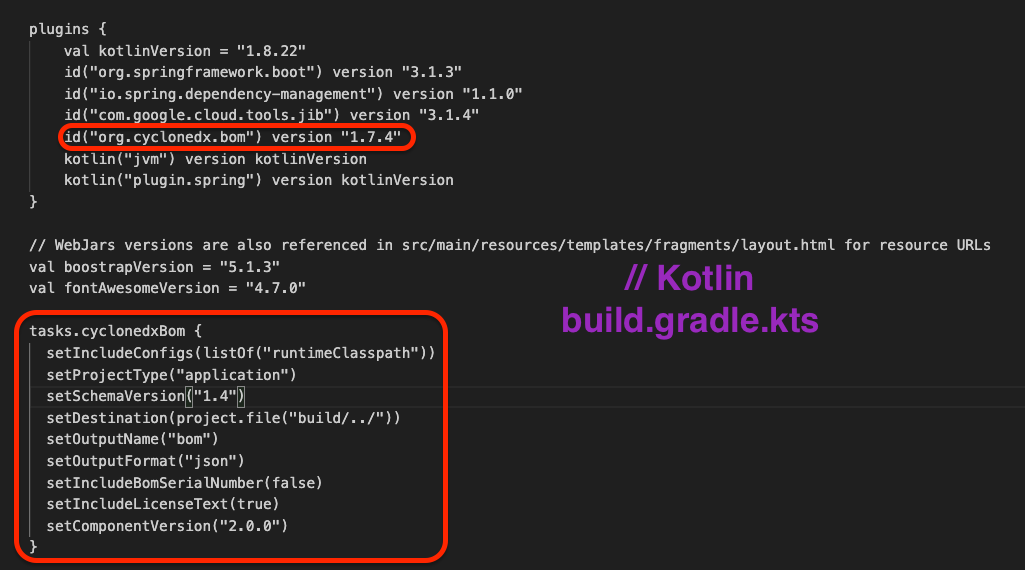 plugins {
    val kotlinVersion = "1.8.22"
    id("org.springframework.boot") version "3.1.3"
    id("io.spring.dependency-management") version "1.1.0"
    id("com.google.cloud.tools.jib") version "3.1.4"
    id("org.cyclonedx.bom") version "1.7.4"
    kotlin("jvm") version kotlinVersion
    kotlin("plugin.spring") version kotlinVersion
}
// WebJars versions are also referenced in src/main/resources/templates/fragments/layout.html for resource URLs
val boostrapVersion = "5.1.3"
val fontAwesomeVersion = "4.7.0"
// Kotlin
build.gradle.kts
tasks.cyclonedxBom {
  setIncludeConfigs(listOf("runtimeClasspath"))
  setProjectType("application")
  setSchemaVersion("1.4")
  setDestination(project.file("build/../"))
  setOutputName("bom")
  setOutputFormat("json")
  setIncludeBomSerialNumber(false)
  setIncludeLicenseText(true)
  setComponentVersion("2.0.0")
}